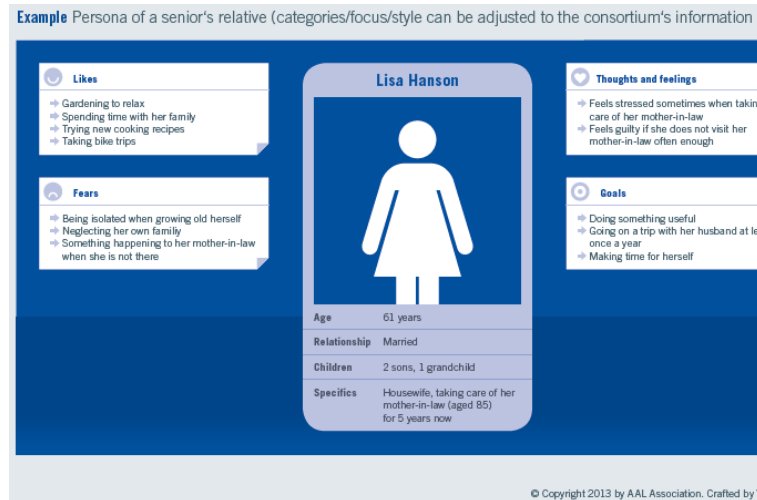 Example Persona of a senior's relative (categories/focus/style can be adjusted to the consortium's information
Likes
Gardening to relax
Spending time with her family
Trying new cooking recipes
Taking bike trips
Fears
Being isolated when growing old herself
Neglecting her own familiy
Something happening to her mother-in-law
when she is not there
Lisa Hanson
Age 61 years
Relationship Married
Children 2 sons, 1 grandchild
Specifics Housewife, taking care of her
mother-in-law (aged 85)
for 5 years now
Thoughts and feelings
Feels stressed sometimes when takin
care of her mother-in-law
Feels guilty if she does not visit her
mother-in-law often enough
Goals
Doing something useful
Going on a trip with her husband at le
once a year
Making time for herself
© Copyright 2013 by AAL Association. Crafted by